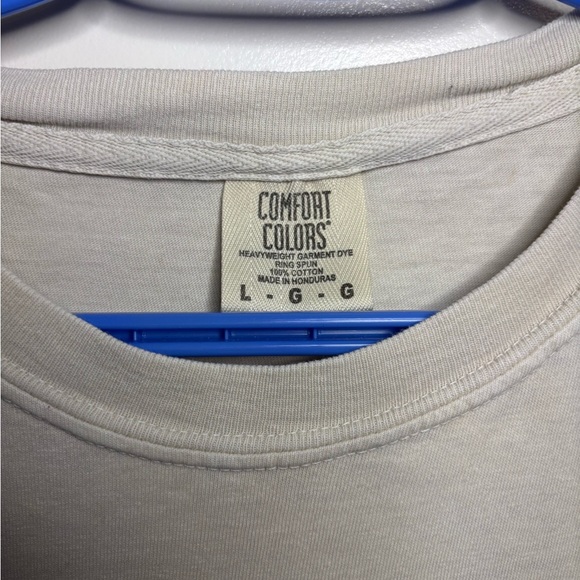 COMFORT
COLORS®
HEAVYWEIGHT GARMENT DYE
RING SPUN
100% COTTON
MADE IN HONDURAS
L - G - G